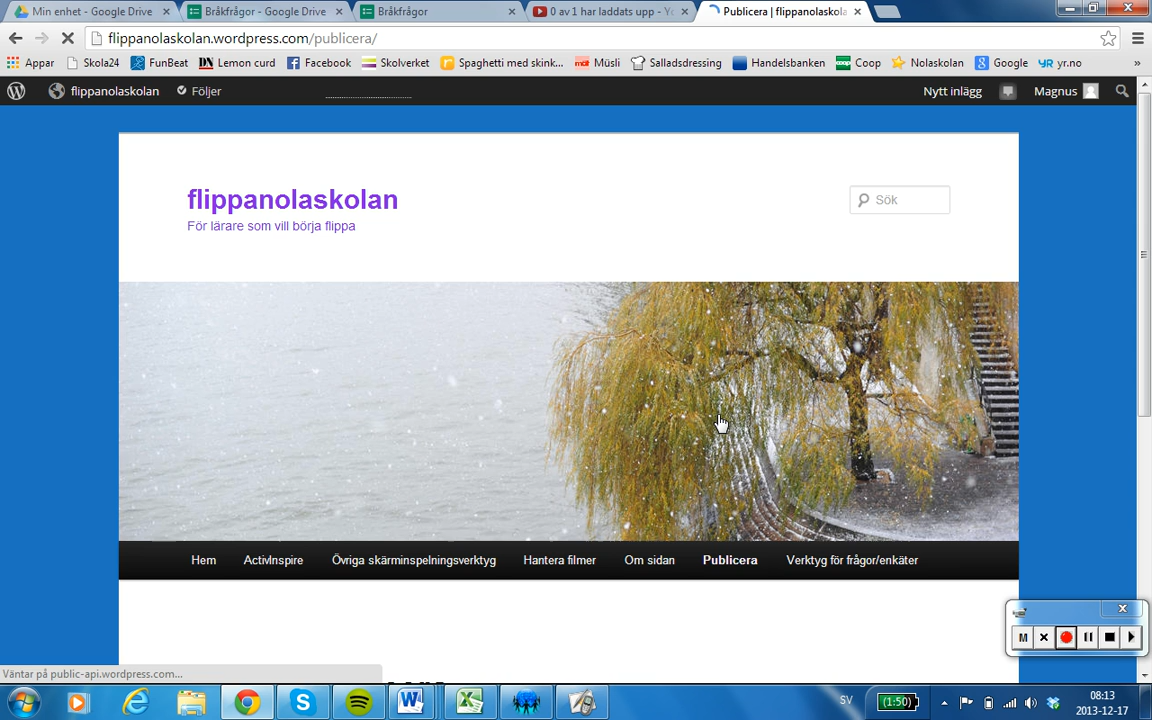 Min enhet - Google Drive
Bråkfrågor - Google Drive
Bråkfrågor
0 av 1 har laddats upp - Yo
Publicera | flippanolaskola
flippanolaskolan.wordpress.com/publicera/
Appar Skola24 FunBeat Lemon curd Facebook Skolverket Spaghetti med skink... Müsli Salladsdressing Handelsbanken Coop Nolaskolan Google yr.no »
flippanolaskolan Följer Nytt inlägg Magnus
flippanolaskolan
Sök
För lärare som vill börja flippa
Hem ActivInspire Övriga skärminspelningsverktyg Hantera filmer Om sidan Publicera Verktyg för frågor/enkäter
M
Väntar på public-api.wordpress.com...
SV
(1:50)
08:13
2013-12-17